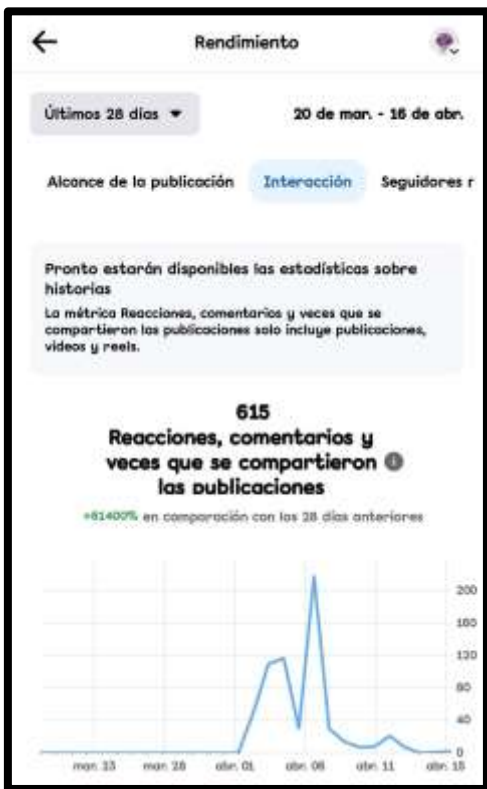 Rendimiento
Últimos 28 días
20 de mar. - 16 de abr.
Alcance de la publicación Interacción Seguidores r
Pronto estarán disponibles las estadísticas sobre
historias
La métrica Reacciones, comentarios y veces que se
compartieron las publicaciones solo incluye publicaciones,
videos y reels.
615
Reacciones, comentarios y
veces que se compartieron
las publicaciones
+61400% en comparación con los 28 días anteriores
200
160
120
80
40
0
mar. 23 mar. 28 abr. 01 abr. 06 abr. 11 abr. 15